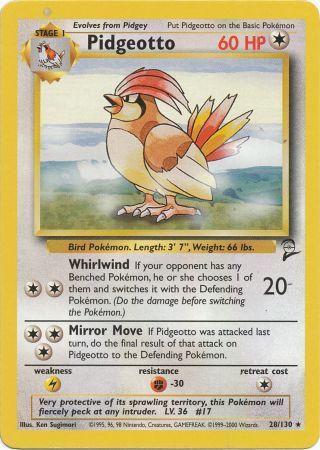 STAGE 1
Evolves from Pidgey
Put Pidgeotto on the Basic Pokémon
Pidgeotto
60 HP
Bird Pokémon. Length: 3' 7", Weight: 66 lbs.
Whirlwind If your opponent has any
Benched Pokémon, he or she chooses 1
of them and switches it with the Defending
Pokémon. (Do the damage before switching
the Pokémon.)
20-
Mirror Move If Pidgeotto was attacked last
turn, do the final result of that attack on
Pidgeotto to the Defending Pokémon.
weakness
resistance
retreat cost
-30
Very protective of its sprawling territory, this Pokémon will
fiercely peck at any intruder. LV. 36 #17
Illus. Ken Sugimori
©1995, 96, 98 Nintendo, Creatures, GAMEFREAK. ©1999-2000 Wizards.
28/130 ★